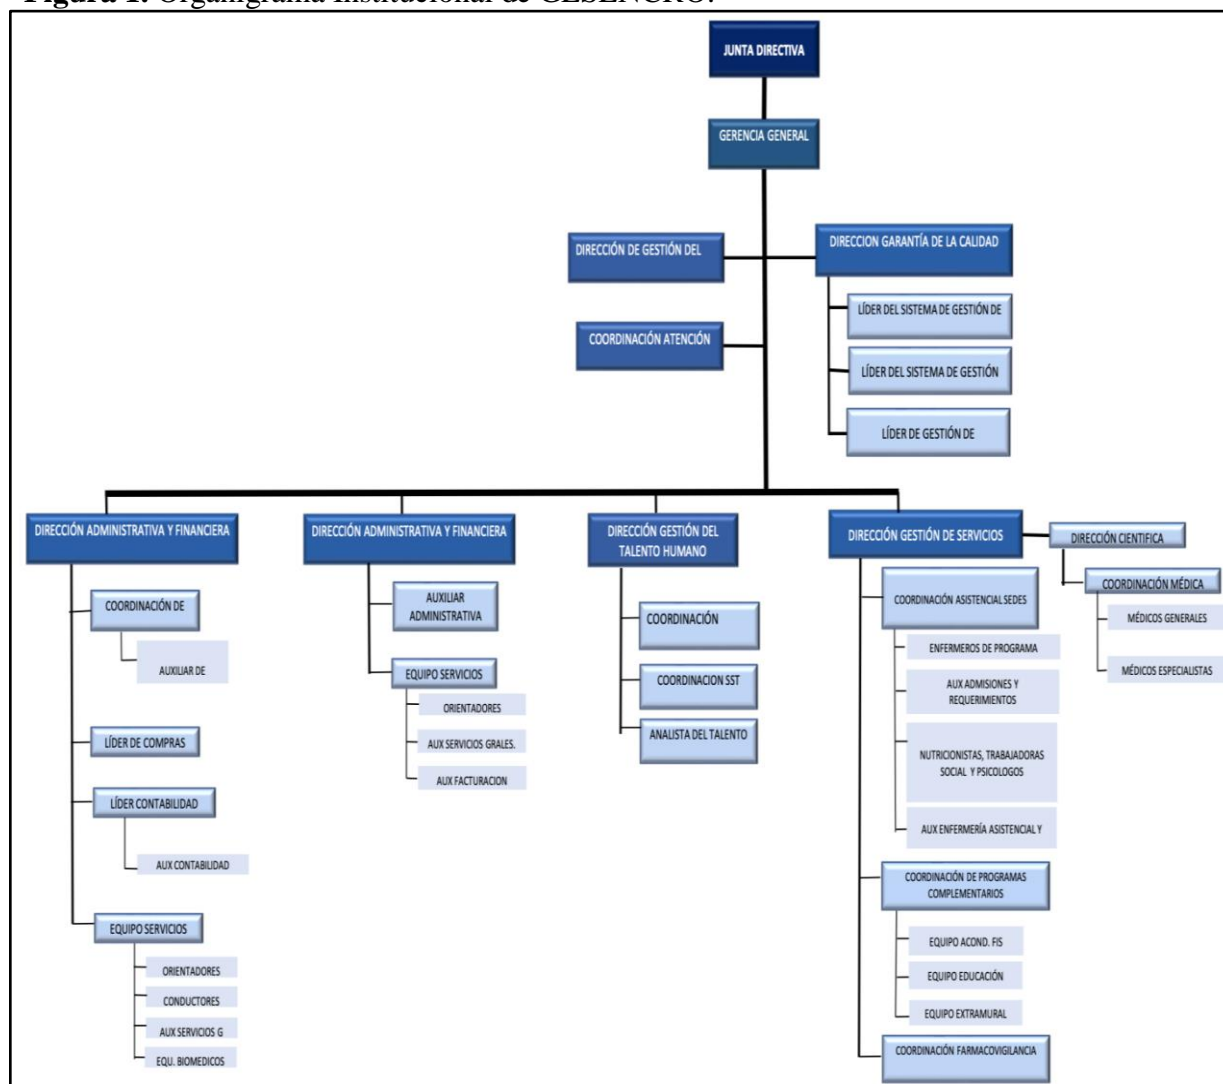 Figura 1. Organigrama Institucional de GESENCRO.
JUNTA DIRECTIVA
GERENCIA GENERAL
DIRECCIÓN DE GESTIÓN DEL
DIRECCION GARANTÍA DE LA CALIDAD
LÍDER DEL SISTEMA DE GESTIÓN DE
COORDINACIÓN ATENCIÓN
LÍDER DEL SISTEMA DE GESTIÓN
LÍDER DE GESTIÓN DE
DIRECCIÓN ADMINISTRATIVA Y FINANCIERA
COORDINACIÓN DE
AUXILIAR DE
LÍDER DE COMPRAS
LÍDER CONTABILIDAD
AUX CONTABILIDAD
EQUIPO SERVICIOS
ORIENTADORES
CONDUCTORES
AUX SERVICIOS G
EQU. BIOMEDICOS
DIRECCIÓN ADMINISTRATIVA Y FINANCIERA
AUXILIAR
ADMINISTRATIVA
EQUIPO SERVICIOS
ORIENTADORES
AUX SERVICIOS GRALES.
AUX FACTURACION
DIRECCIÓN GESTIÓN DEL
TALENTO HUMANO
COORDINACIÓN
COORDINACION SST
ANALISTA DEL TALENTO
DIRECCIÓN GESTIÓN DE SERVICIOS
DIRECCIÓN CIENTIFICA
COORDINACIÓN MÉDICA
MÉDICOS GENERALES
MÉDICOS ESPECIALISTAS
COORDINACIÓN ASISTENCIAL SEDES
ENFERMEROS DE PROGRAMA
AUX ADMISIONES Y
REQUERIMIENTOS
NUTRICIONISTAS, TRABAJADORAS
SOCIAL Y PSICOLOGOS
AUX ENFERMERÍA ASISTENCIAL Y
COORDINACIÓN DE PROGRAMAS
COMPLEMENTARIOS
EQUIPO ACOND. FIS
EQUIPO EDUCACIÓN
EQUIPO EXTRAMURAL
COORDINACIÓN FARMACOVIGILANCIA